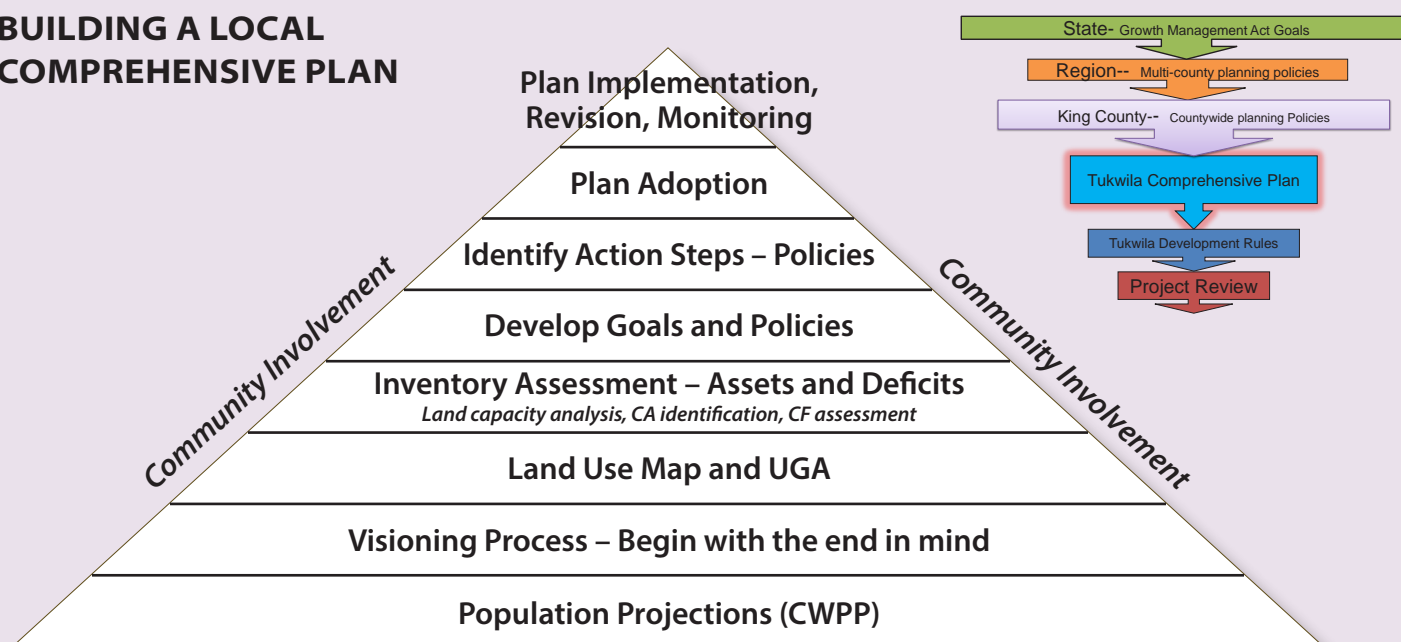 BUILDING A LOCAL
COMPREHENSIVE PLAN
Plan Implementation,
Revision, Monitoring
Plan Adoption
Identify Action Steps – Policies
Develop Goals and Policies
Inventory Assessment – Assets and Deficits
Land capacity analysis, CA identification, CF assessment
Land Use Map and UGA
Visioning Process – Begin with the end in mind
Population Projections (CWPP)
Community Involvement
Community Involvement
State- Growth Management Act Goals
Region-- Multi-county planning policies
King County-- Countywide planning Policies
Tukwila Comprehensive Plan
Tukwila Development Rules
Project Review